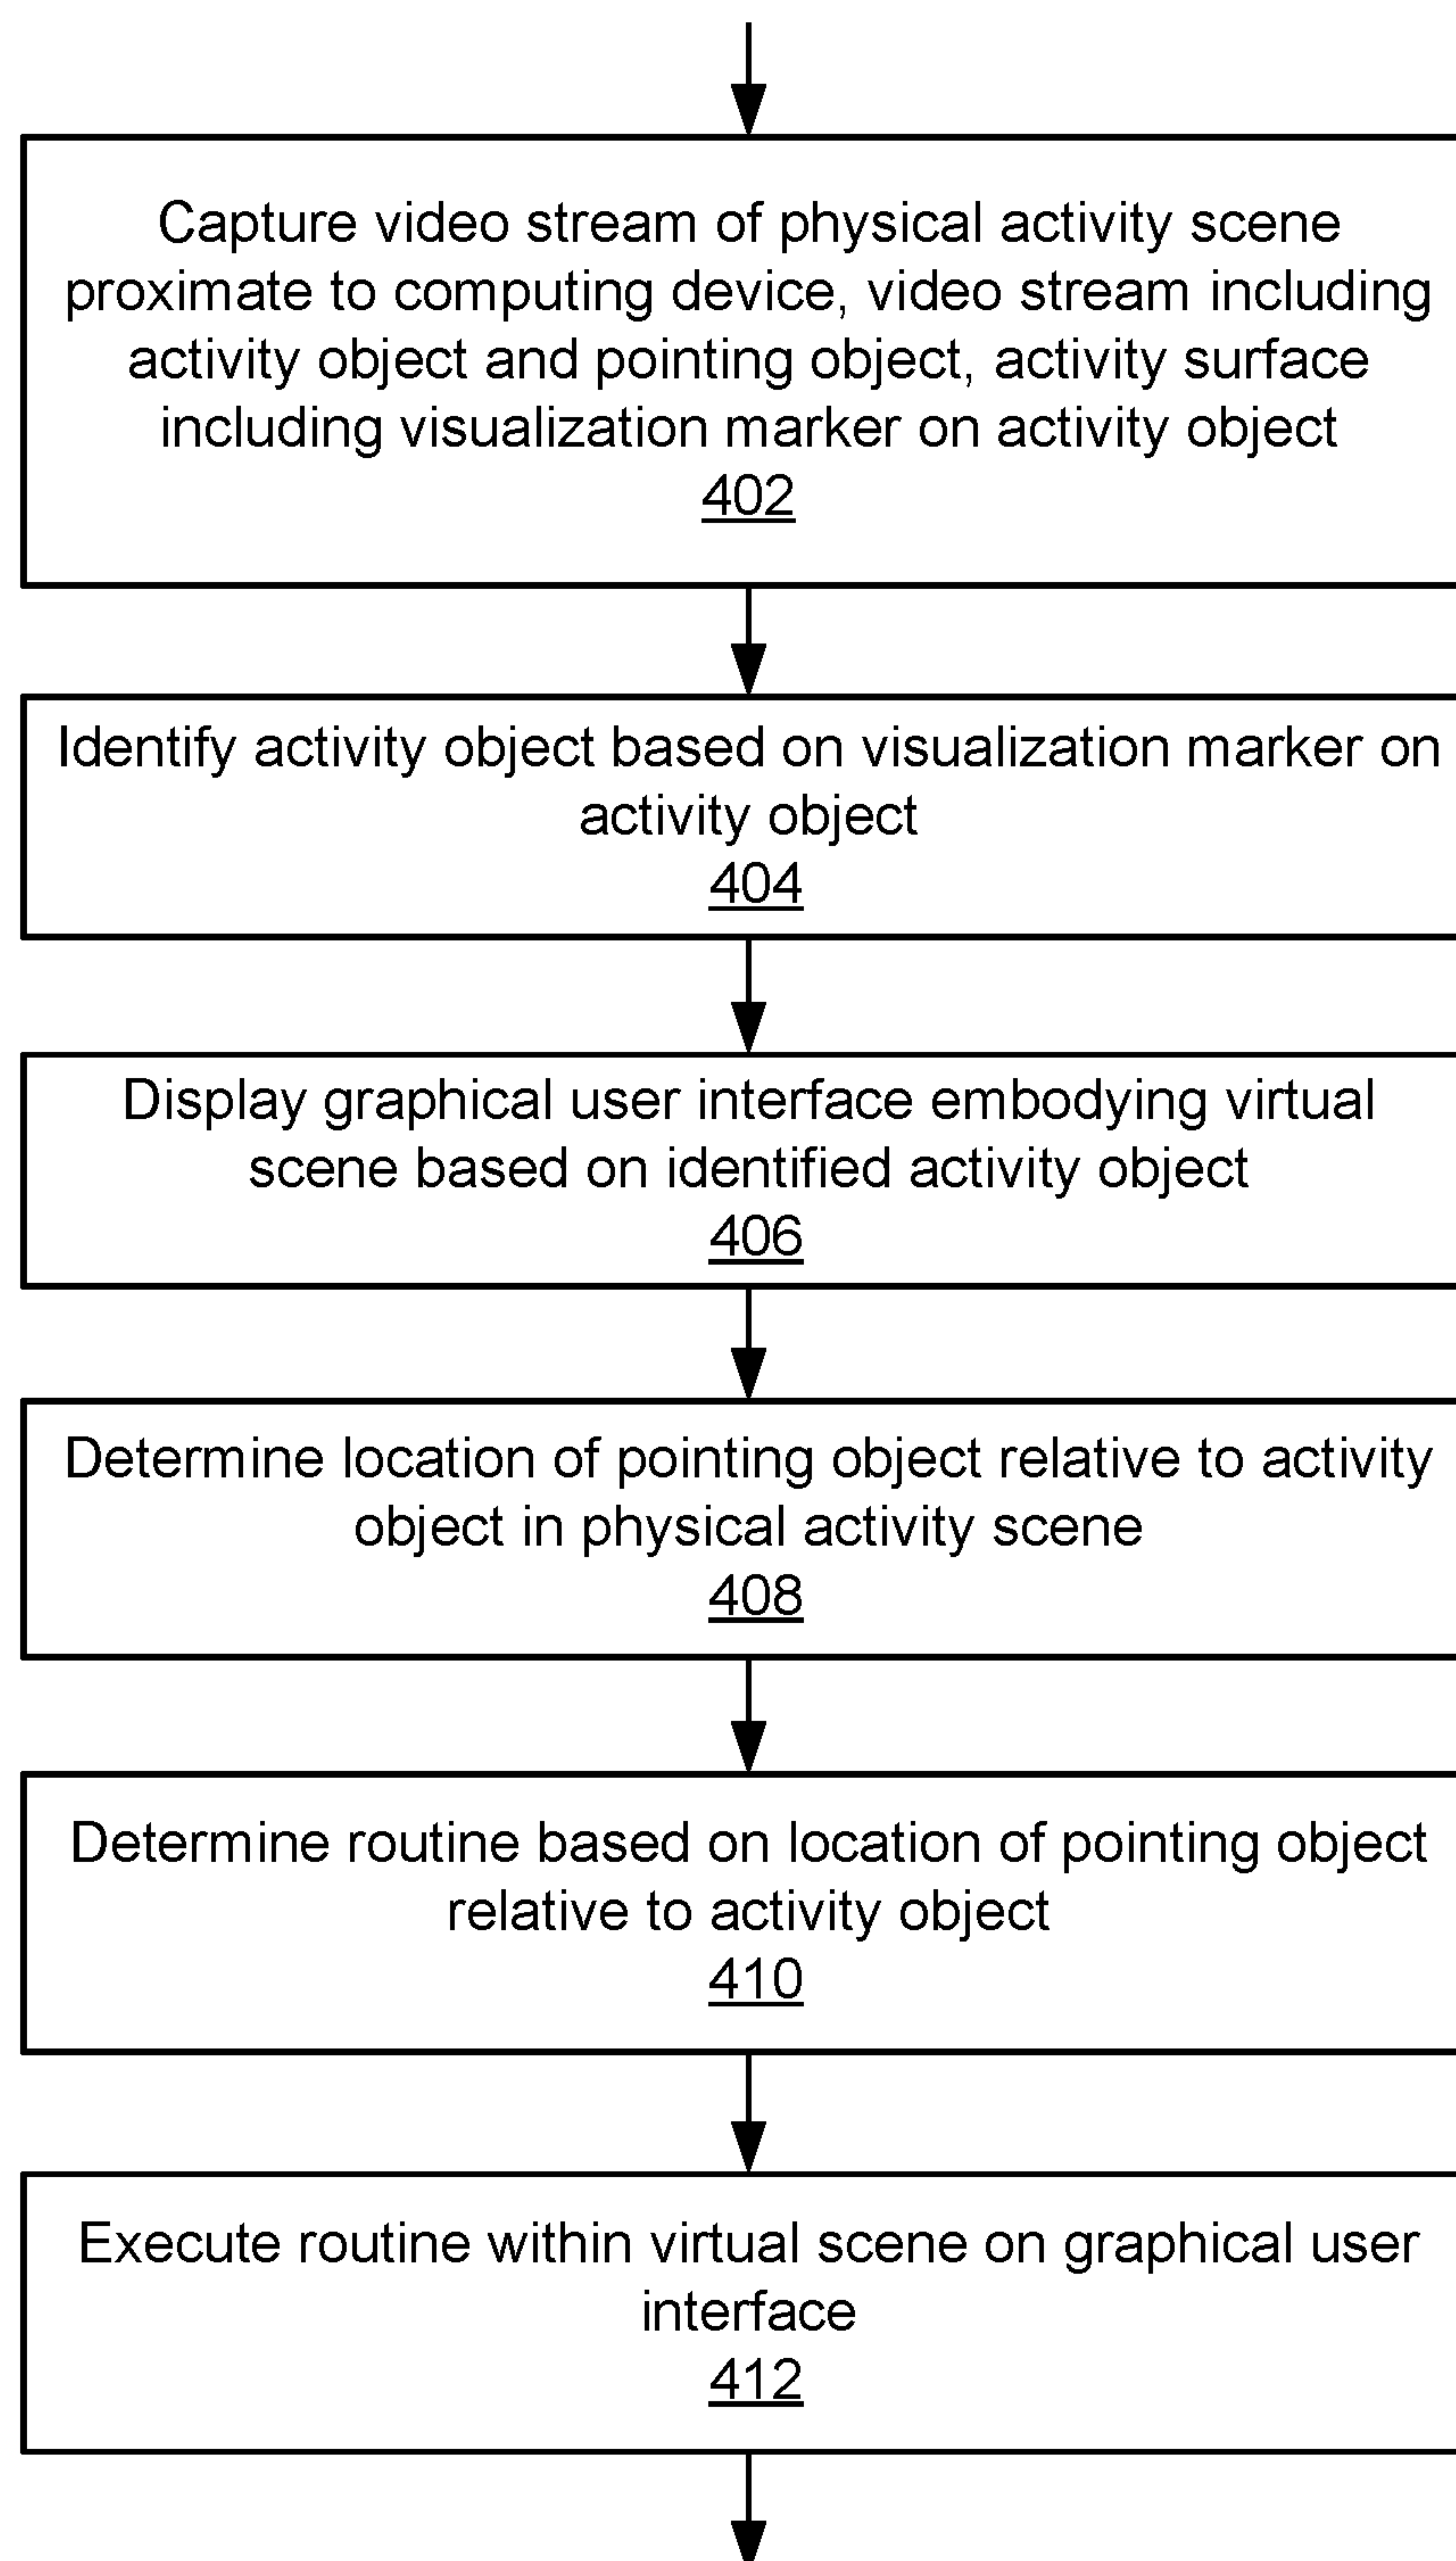 Capture video stream of physical activity scene
proximate to computing device, video stream including
activity object and pointing object, activity surface
including visualization marker on activity object
402
Identify activity object based on visualization marker on
activity object
404
Display graphical user interface embodying virtual
scene based on identified activity object
406
Determine location of pointing object relative to activity
object in physical activity scene
408
Determine routine based on location of pointing object
relative to activity object
410
Execute routine within virtual scene on graphical user
interface
412